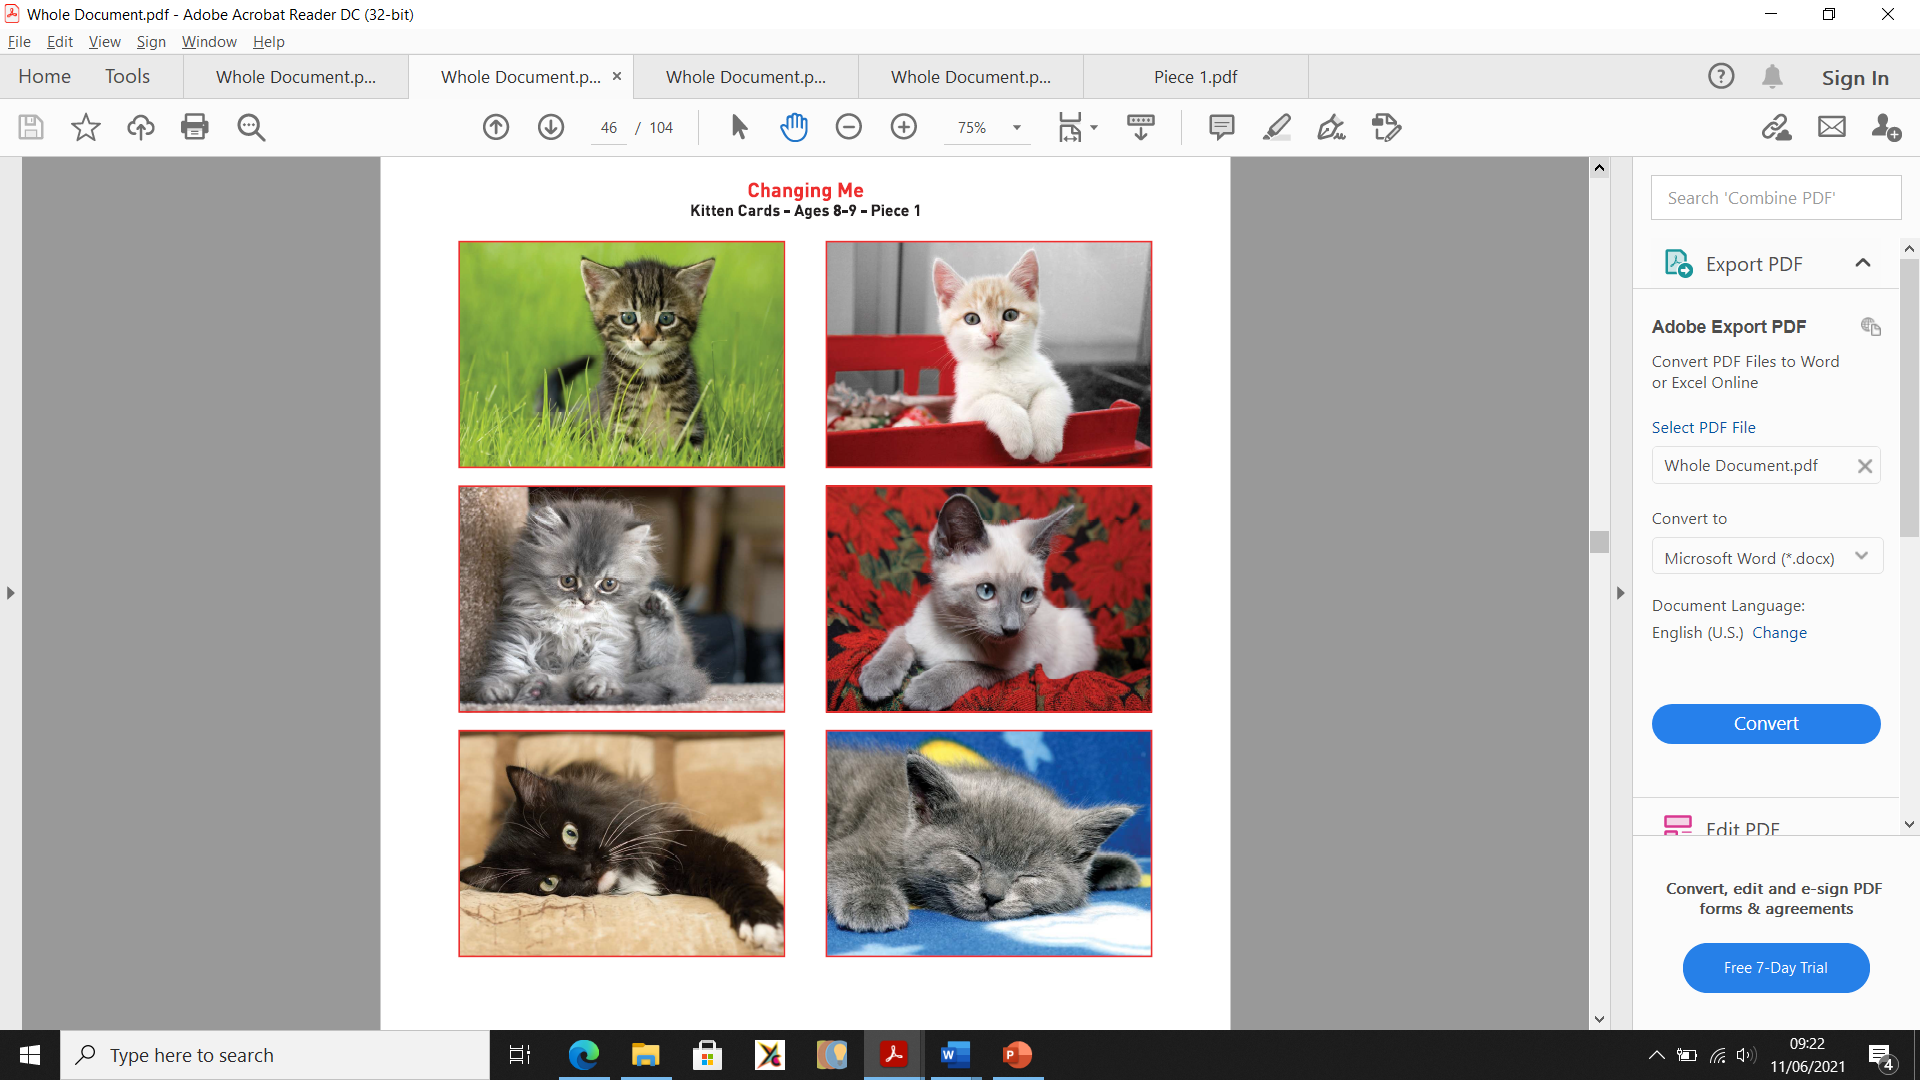 Whole Document.pdf - Adobe Acrobat Reader DC (32-bit)
File Edit View Sign Window Help
Home Tools Whole Document.p... Whole Document.p... Whole Document.p... Whole Document.p... Piece 1.pdf Sign In
46 / 104 75%
Changing Me
Kitten Cards - Ages 8-9 - Piece 1
Search 'Combine PDF'
Export PDF
Adobe Export PDF
Convert PDF Files to Word
or Excel Online
Select PDF File
Whole Document.pdf
Convert to
Microsoft Word (*.docx)
Document Language:
English (U.S.) Change
Convert
Edit PDF
Convert, edit and e-sign PDF
forms & agreements
Free 7-Day Trial
Type here to search
09:22
11/06/2021
4